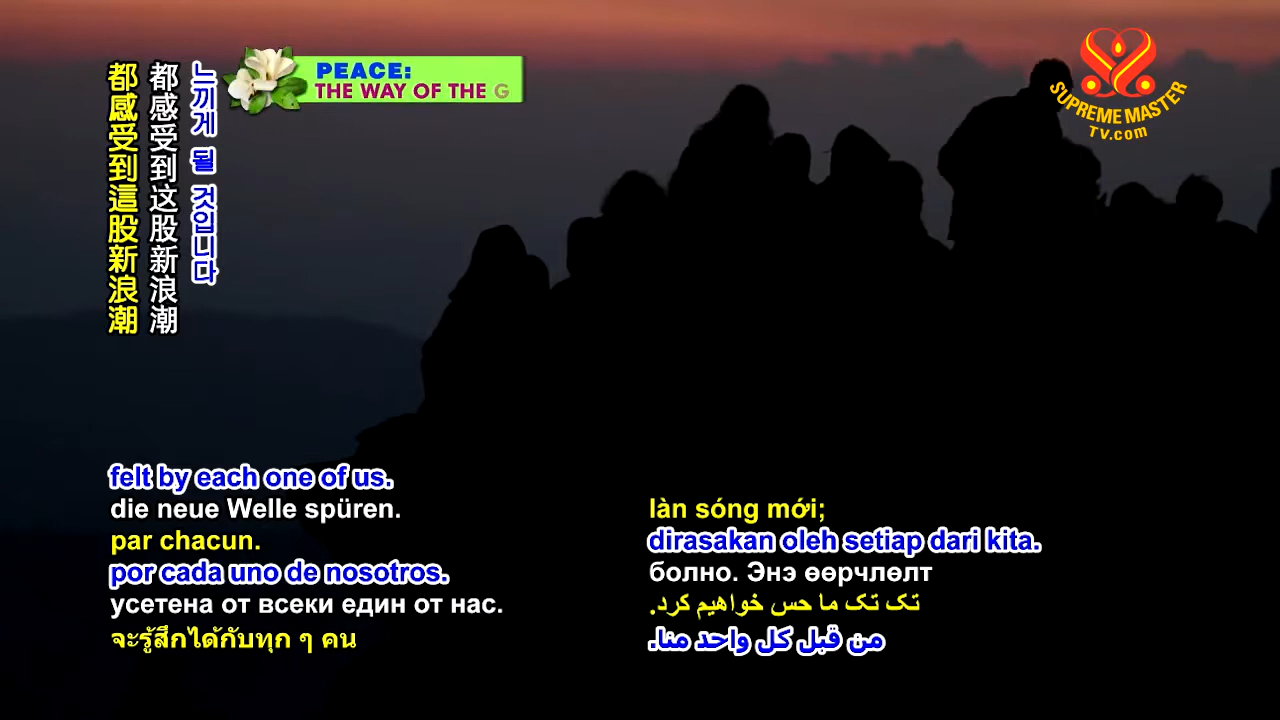 PEACE:
THE WAY OF THE G
SUPREME MASTER
TV.com
느끼게 될 것입니다
都感受到这股新浪潮
都感受到這股新浪潮
felt by each one of us.
die neue Welle spüren.
par chacun.
por cada uno de nosotros.
усетена от всеки един от нас.
จะรู้สึกได้กับทุก ๆ คน
làn sóng mới;
dirasakan oleh setiap dari kita.
болно. Энэ өөрчлөлт
تک تک ما حس خواهیم کرد.
من قبل كل واحد منا.